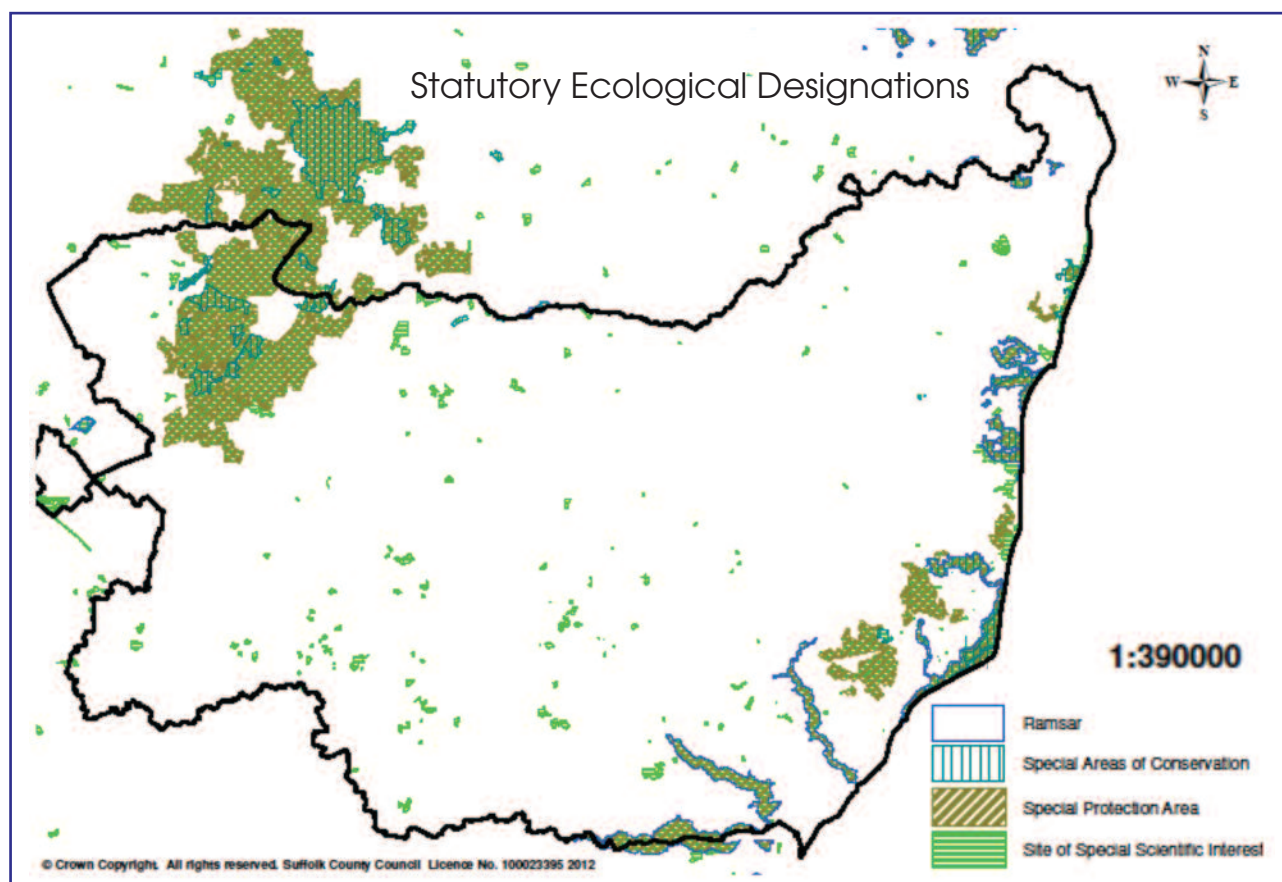 Statutory Ecological Designations
N
W E
S
1:390000
Ramsar
Special Areas of Conservation
Special Protection Area
Site of Special Scientific Interest
© Crown Copyright. All rights reserved. Suffolk County Council Licence No. 100023395 2012